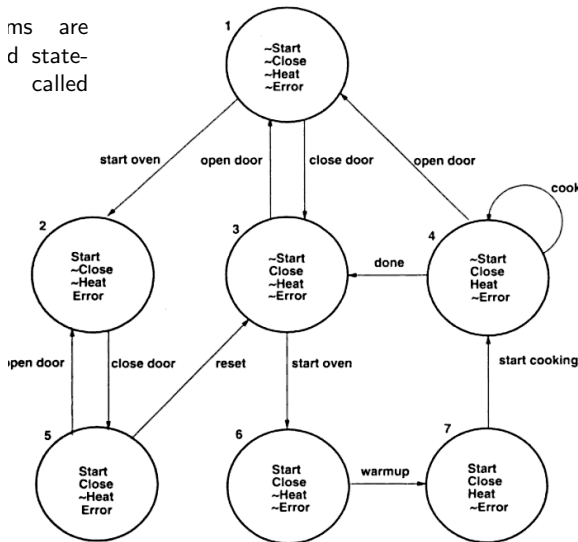 ms are
d state-
called
1
~Start
~Close
~Heat
~Error
start oven
open door
close door
open door
cook
2
Start
~Close
~Heat
Error
3
~Start
Close
~Heat
~Error
done
4
~Start
Close
Heat
~Error
open door
close door
reset
start oven
start cooking
5
Start
Close
~Heat
Error
6
Start
Close
~Heat
~Error
warmup
7
Start
Close
Heat
~Error